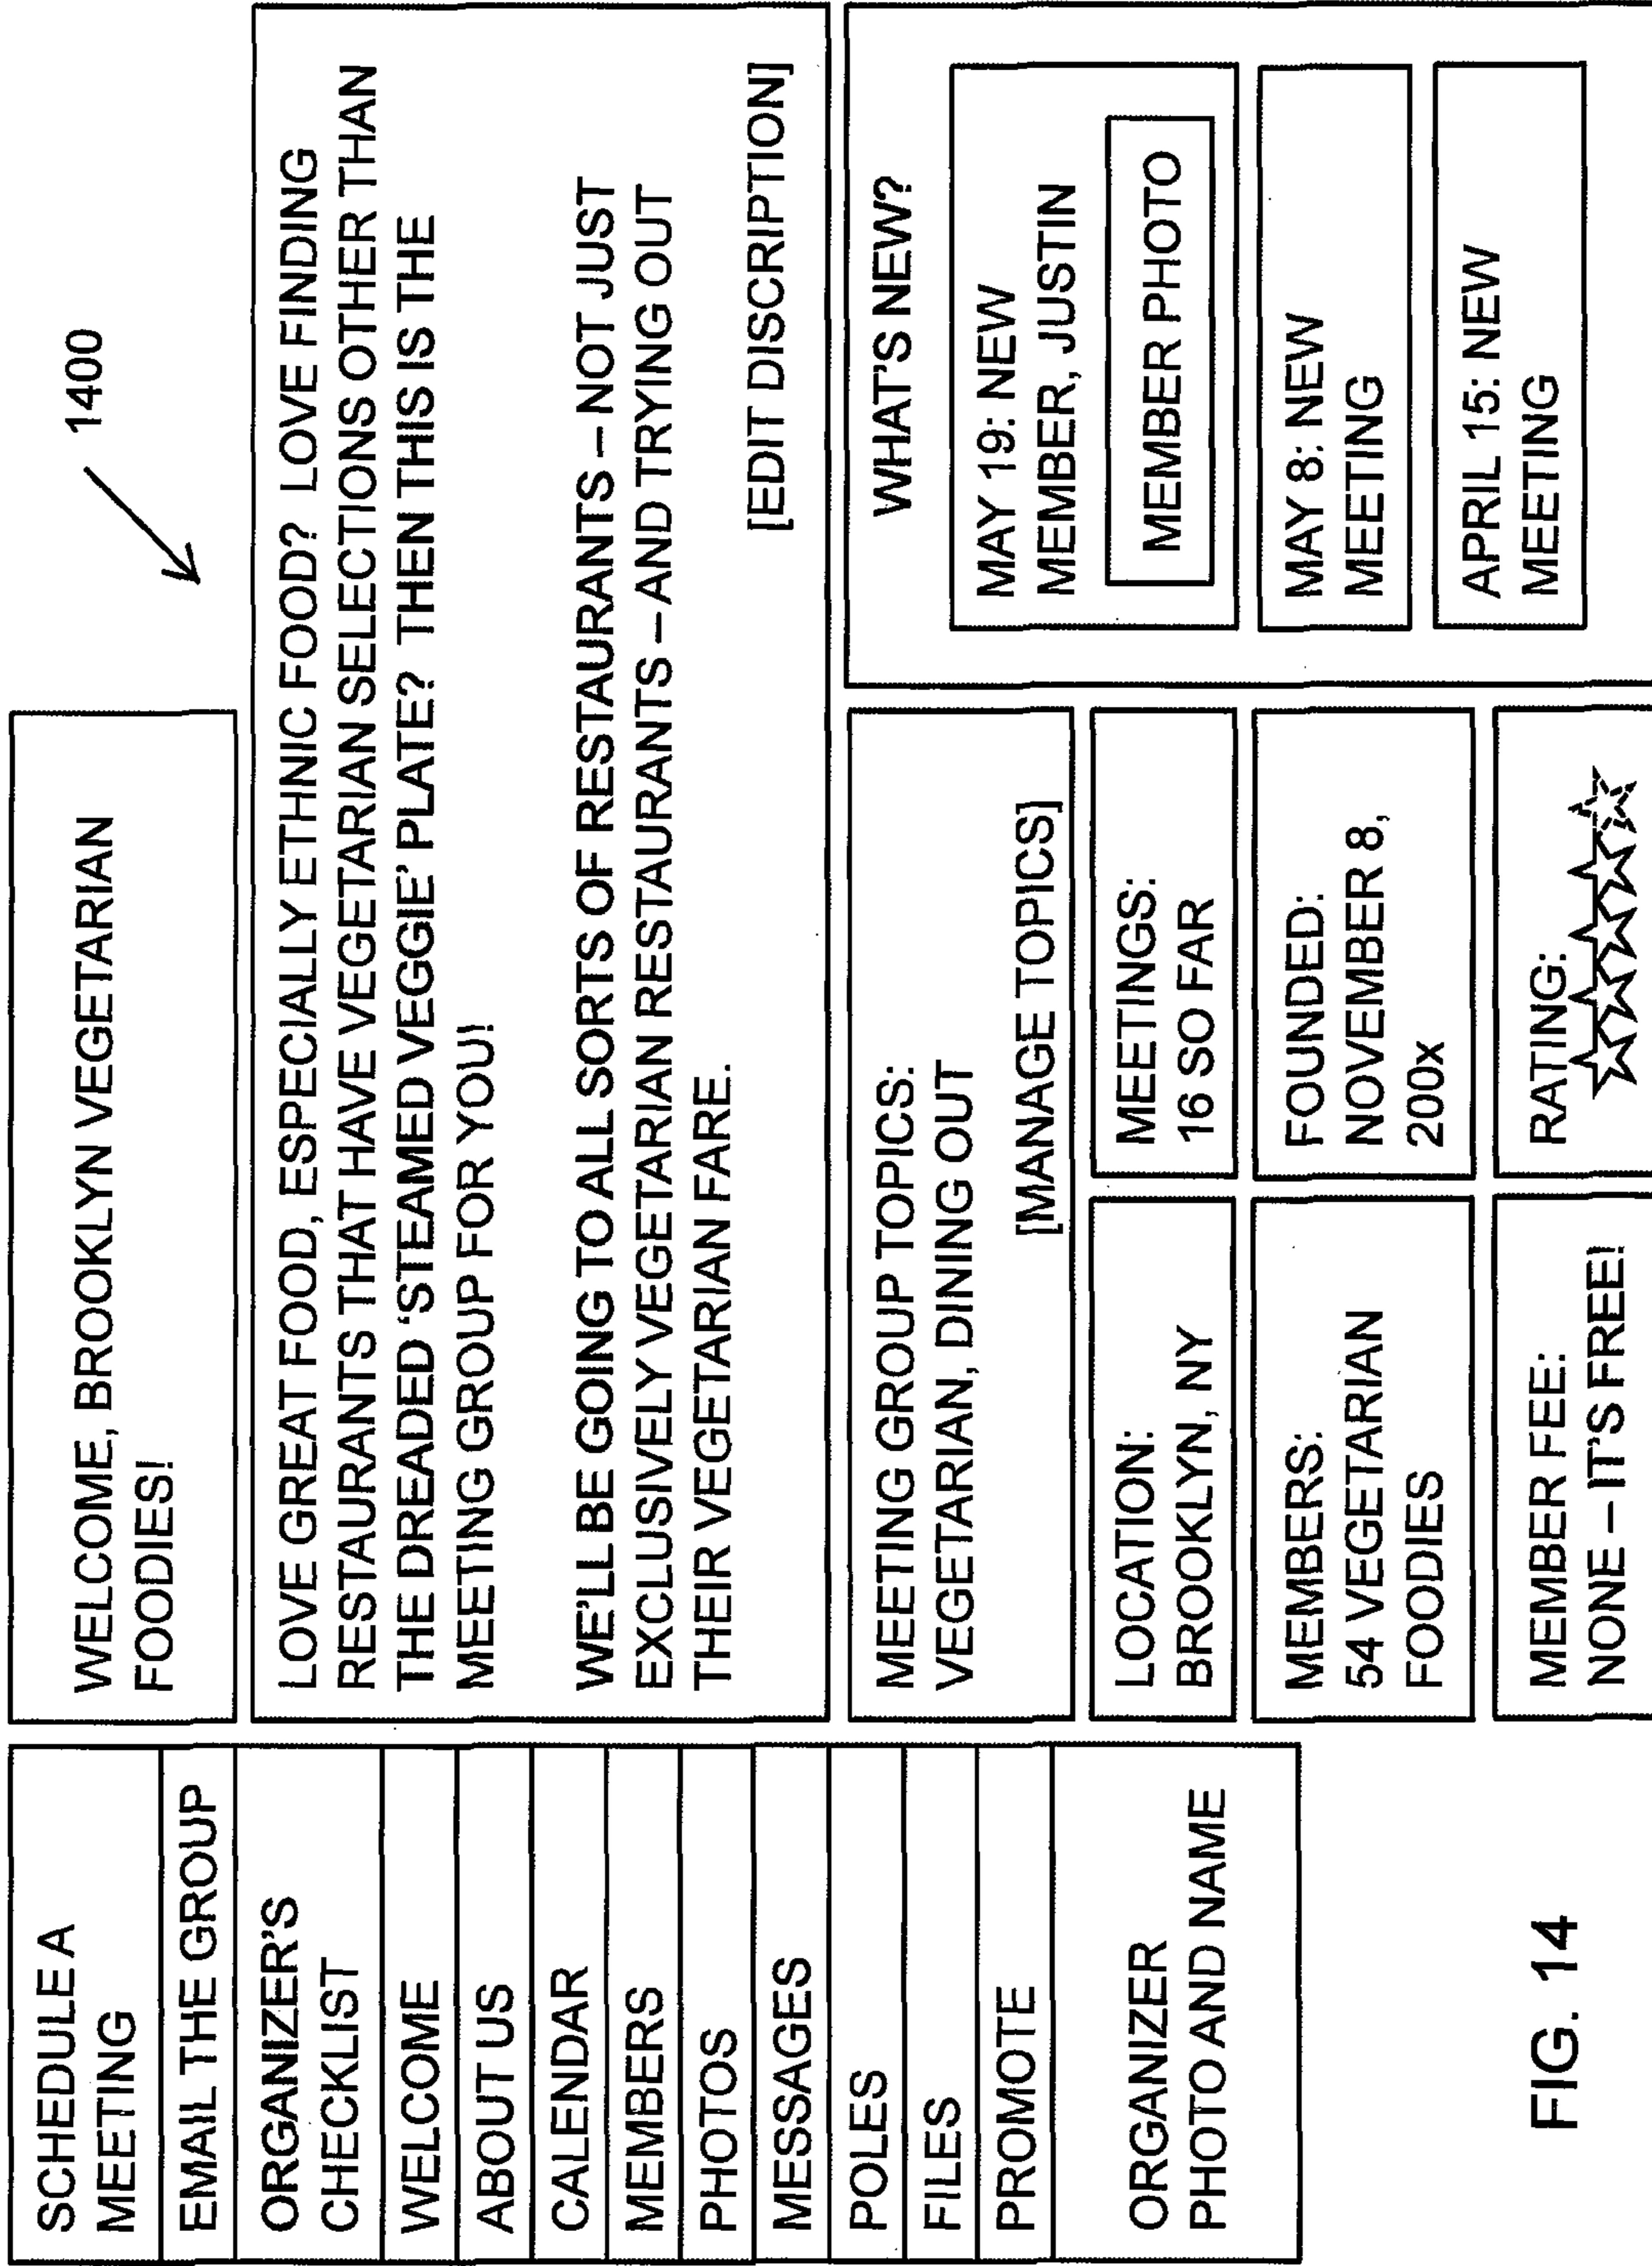 1400
SCHEDULE A
MEETING
EMAIL THE GROUP
ORGANIZER'S
CHECKLIST
WELCOME
ABOUT US
CALENDAR
MEMBERS
PHOTOS
MESSAGES
POLES
FILES
PROMOTE
ORGANIZER
PHOTO AND NAME
WELCOME, BROOKLYN VEGETARIAN
FOODIES!
LOVE GREAT FOOD, ESPECIALLY ETHNIC FOOD? LOVE FINDING
RESTAURANTS THAT HAVE VEGETARIAN SELECTIONS OTHER THAN
THE DREADED ‘STEAMED VEGGIE’ PLATE? THEN THIS IS THE
MEETING GROUP FOR YOU!
WE'LL BE GOING TO ALL SORTS OF RESTAURANTS – NOT JUST
EXCLUSIVELY VEGETARIAN RESTAURANTS – AND TRYING OUT
THEIR VEGETARIAN FARE.
[EDIT DISCRIPTION]
MEETING GROUP TOPICS:
VEGETARIAN, DINING OUT
[MANAGE TOPICS]
LOCATION:
BROOKLYN, NY
MEETINGS:
16 SO FAR
MEMBERS:
54 VEGETARIAN
FOODIES
FOUNDED:
NOVEMBER 8,
200x
MEMBER FEE:
NONE – IT'S FREE!
RATING:
WHAT'S NEW?
MAY 19: NEW
MEMBER, JUSTIN
MEMBER PHOTO
MAY 8: NEW
MEETING
APRIL 15: NEW
MEETING
FIG. 14